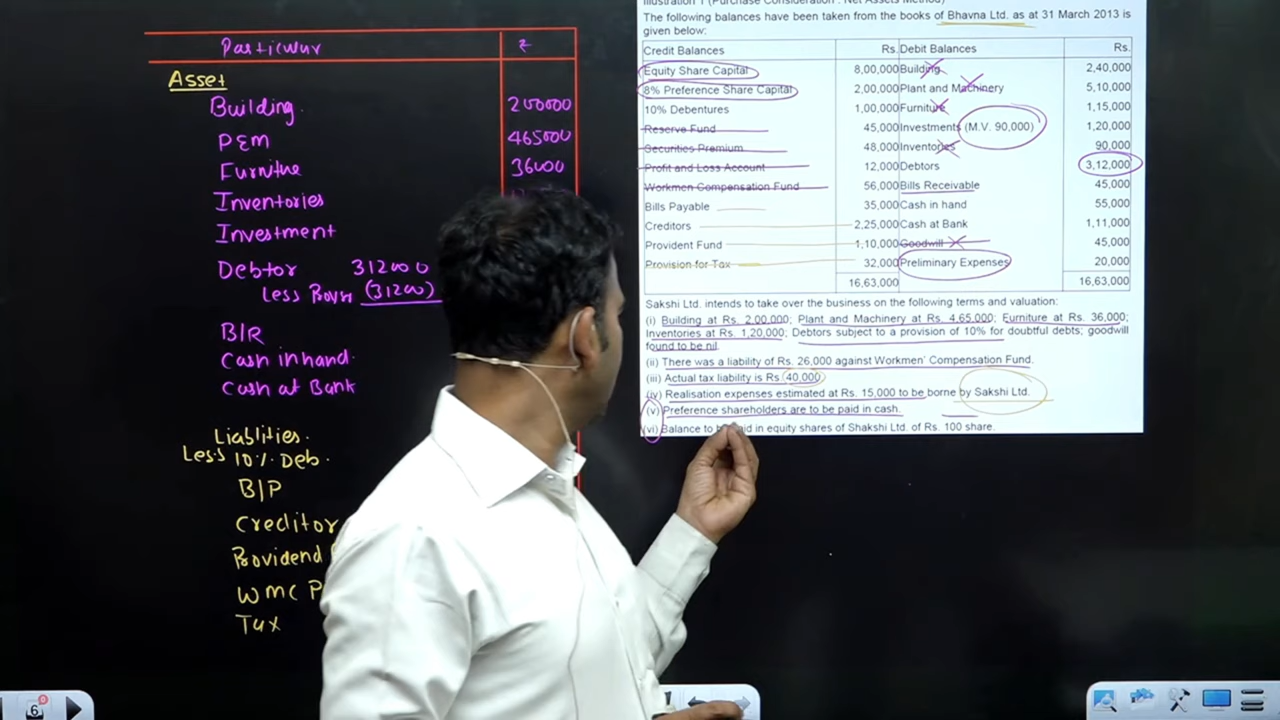 Particular ₹
Asset
Building. 200000
P&M 465000
Furniture 36000
Inventories
Investment
Debtor 312000
Less (31200)
B/R
Cash in hand.
Cash at Bank
Liablities.
Less 10% Deb.
B/P
Creditor
Providend
WMC P
Tax
Illustration 1 (Purchase Consideration : Net Assets Method)
The following balances have been taken from the books of Bhavna Ltd. as at 31 March 2013 is
given below:
Credit Balances Rs. Debit Balances Rs.
Equity Share Capital 8,00,000 Building 2,40,000
8% Preference Share Capital 2,00,000 Plant and Machinery 5,10,000
10% Debentures 1,00,000 Furniture 1,15,000
Reserve Fund 45,000 Investments (M.V. 90,000) 1,20,000
Securities Premium 48,000 Inventories 90,000
Profit and Loss Account 12,000 Debtors 3,12,000
Workmen Compensation Fund 56,000 Bills Receivable 45,000
Bills Payable 35,000 Cash in hand 55,000
Creditors 2,25,000 Cash at Bank 1,11,000
Provident Fund 1,10,000 Goodwill 45,000
Provision for Tax 32,000 Preliminary Expenses 20,000
16,63,000 16,63,000
Sakshi Ltd. intends to take over the business on the following terms and valuation:
(i) Building at Rs. 2,00,000; Plant and Machinery at Rs. 4,65,000; Furniture at Rs. 36,000;
Inventories at Rs. 1,20,000; Debtors subject to a provision of 10% for doubtful debts; goodwill
found to be nil.
(ii) There was a liability of Rs. 26,000 against Workmen' Compensation Fund.
(iii) Actual tax liability is Rs. 40,000
(iv) Realisation expenses estimated at Rs. 15,000 to be borne by Sakshi Ltd.
(v) Preference shareholders are to be paid in cash.
(vi) Balance to be paid in equity shares of Shakshi Ltd. of Rs. 100 share.
6